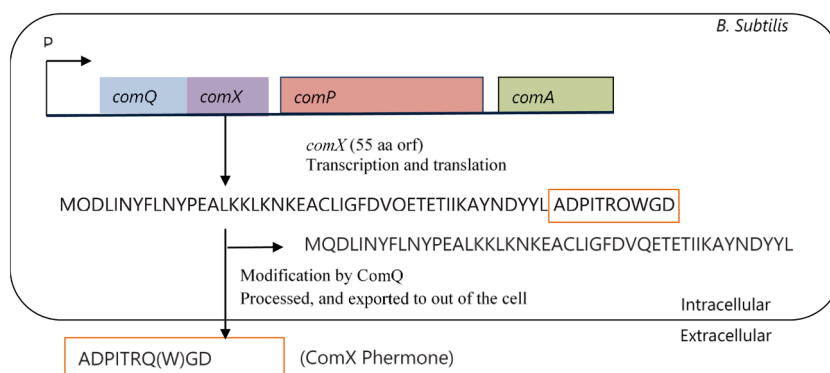 B. Subtilis
P
comQ comX comP comA
comX (55 aa orf)
Transcription and translation
MODLINYFLNYPEALKKLKNKEACLIGFDVOETETIIKAYNDYYL ADPITROWGD
MQDLINYFLNYPEALKKLKNKEACLIGFDVQETETIIKAYNDYYL
Modification by ComQ
Processed, and exported to out of the cell
Intracellular
Extracellular
ADPITRQ(W)GD (ComX Phermone)